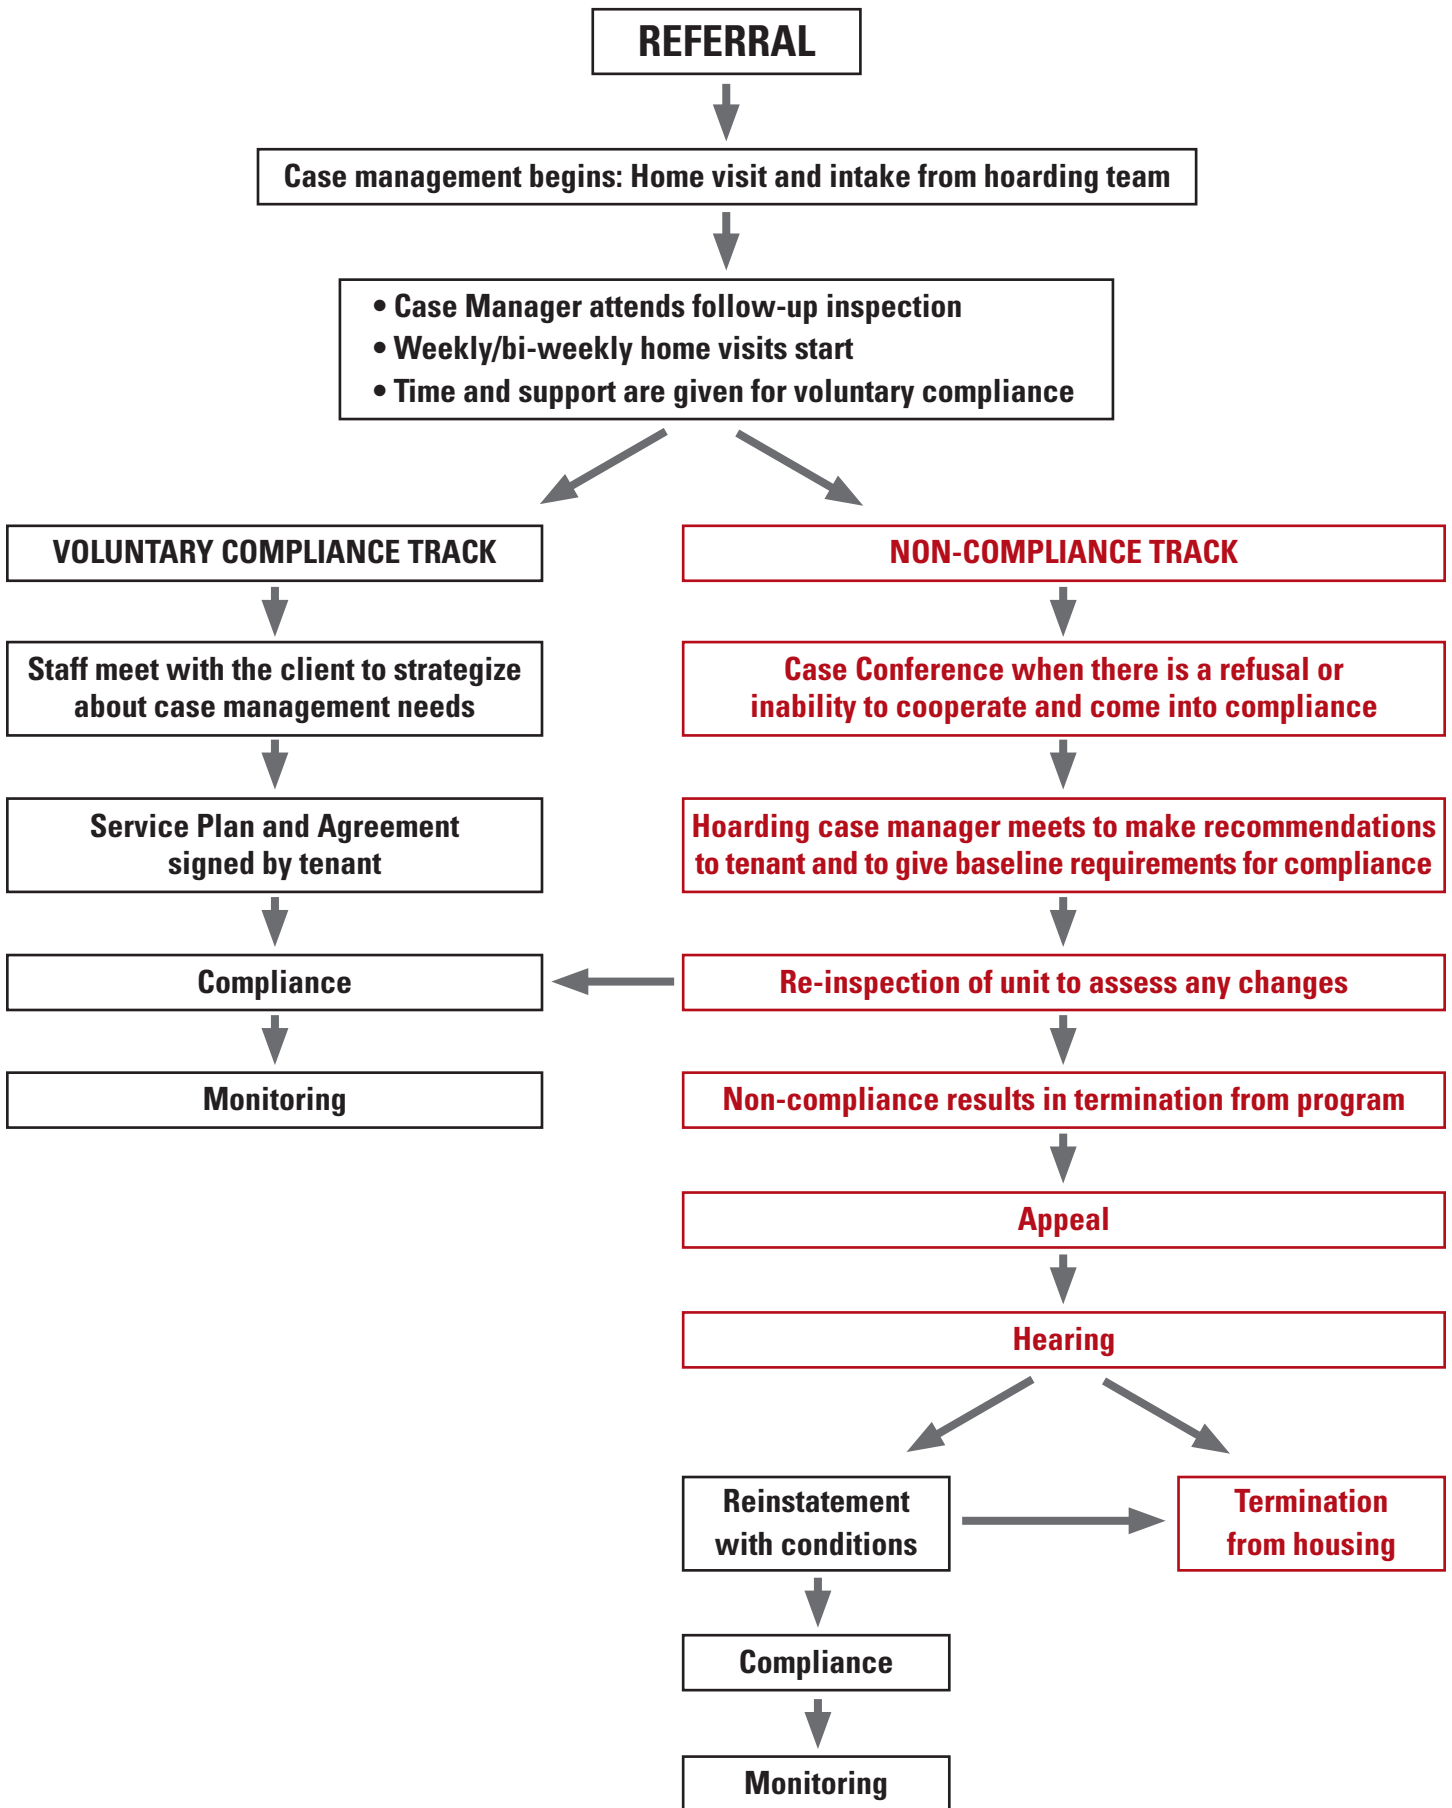 REFERRAL
Case management begins: Home visit and intake from hoarding team
• Case Manager attends follow-up inspection
• Weekly/bi-weekly home visits start
• Time and support are given for voluntary compliance
VOLUNTARY COMPLIANCE TRACK
Staff meet with the client to strategize
about case management needs
Service Plan and Agreement
signed by tenant
Compliance
Monitoring
NON-COMPLIANCE TRACK
Case Conference when there is a refusal or
inability to cooperate and come into compliance
Hoarding case manager meets to make recommendations
to tenant and to give baseline requirements for compliance
Re-inspection of unit to assess any changes
Non-compliance results in termination from program
Appeal
Hearing
Reinstatement
with conditions
Termination
from housing
Compliance
Monitoring